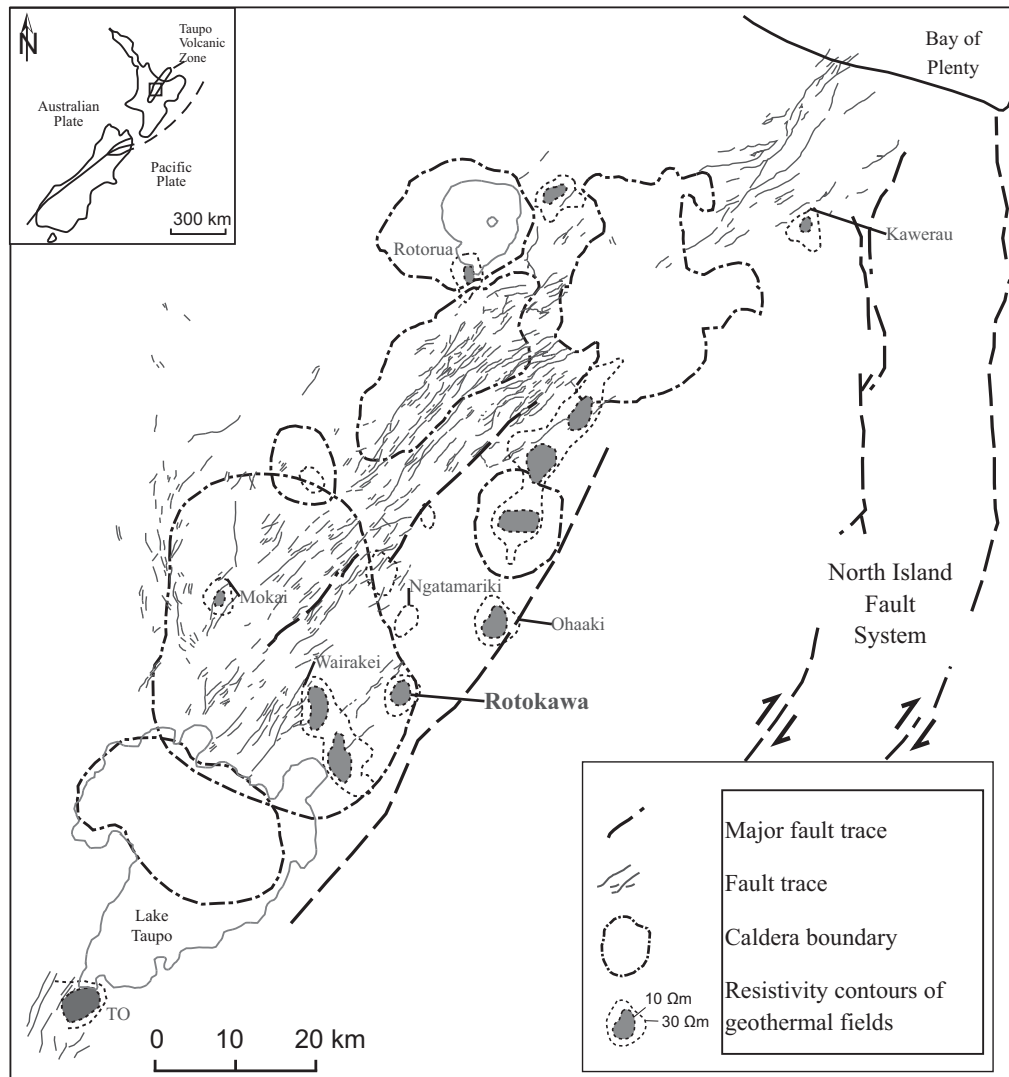 N
Taupo
Volcanic
Zone
Australian
Plate
Pacific
Plate
300 km
Bay of
Plenty
Rotorua
Kawerau
Mokai
Ngatamariki
Ohaaki
Wairakei
Rotokawa
North Island
Fault
System
Lake
Taupo
TO
0 10 20 km
Major fault trace
Fault trace
Caldera boundary
10 Ωm
30 Ωm
Resistivity contours of
geothermal fields